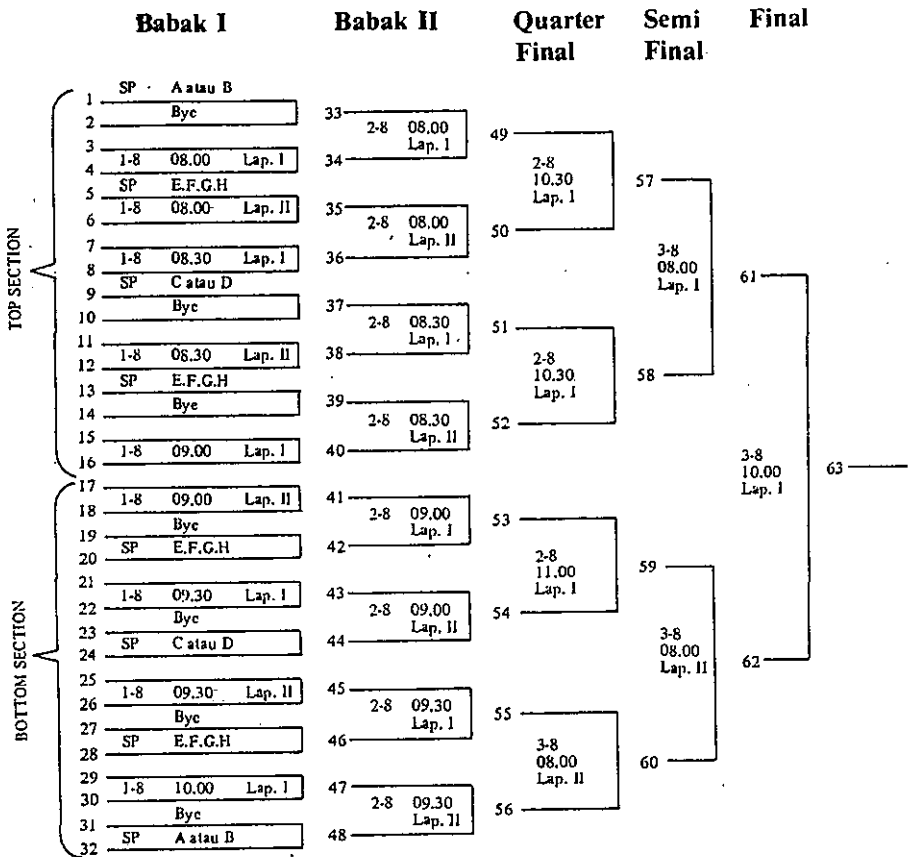 Babak I Babak II Quarter Final Semi Final Final
TOP SECTION
SP A atau B
1
Bye
2
3
1-8 08.00 Lap. I
4
SP E.F.G.H
5
1-8 08.00 Lap. II
6
7
1-8 08.30 Lap. I
8
SP C atau D
9
Bye
10
11
1-8 08.30 Lap. II
12
SP E.F.G.H
13
Bye
14
15
1-8 09.00 Lap. I
16
BOTTOM SECTION
17
1-8 09.00 Lap. II
18
Bye
19
SP E.F.G.H
20
21
1-8 09.30 Lap. I
22
Bye
23
SP C atau D
24
25
1-8 09.30 Lap. II
26
Bye
27
SP E.F.G.H
28
29
1-8 10.00 Lap. I
30
Bye
31
SP A atau B
32
33
2-8 08.00
Lap. I
34
35
2-8 08.00
Lap. II
36
37
2-8 08.30
Lap. I
38
39
2-8 08.30
Lap. II
40
41
2-8 09.00
Lap. I
42
43
2-8 09.00
Lap. II
44
45
2-8 09.30
Lap. I
46
47
2-8 09.30
Lap. II
48
49
2-8
10.30
Lap. I
50
51
2-8
10.30
Lap. I
52
53
2-8
11.00
Lap. I
54
55
3-8
08.00
Lap. II
56
57
3-8
08.00
Lap. I
58
59
3-8
08.00
Lap. II
60
61
3-8
10.00
Lap. I
62
63